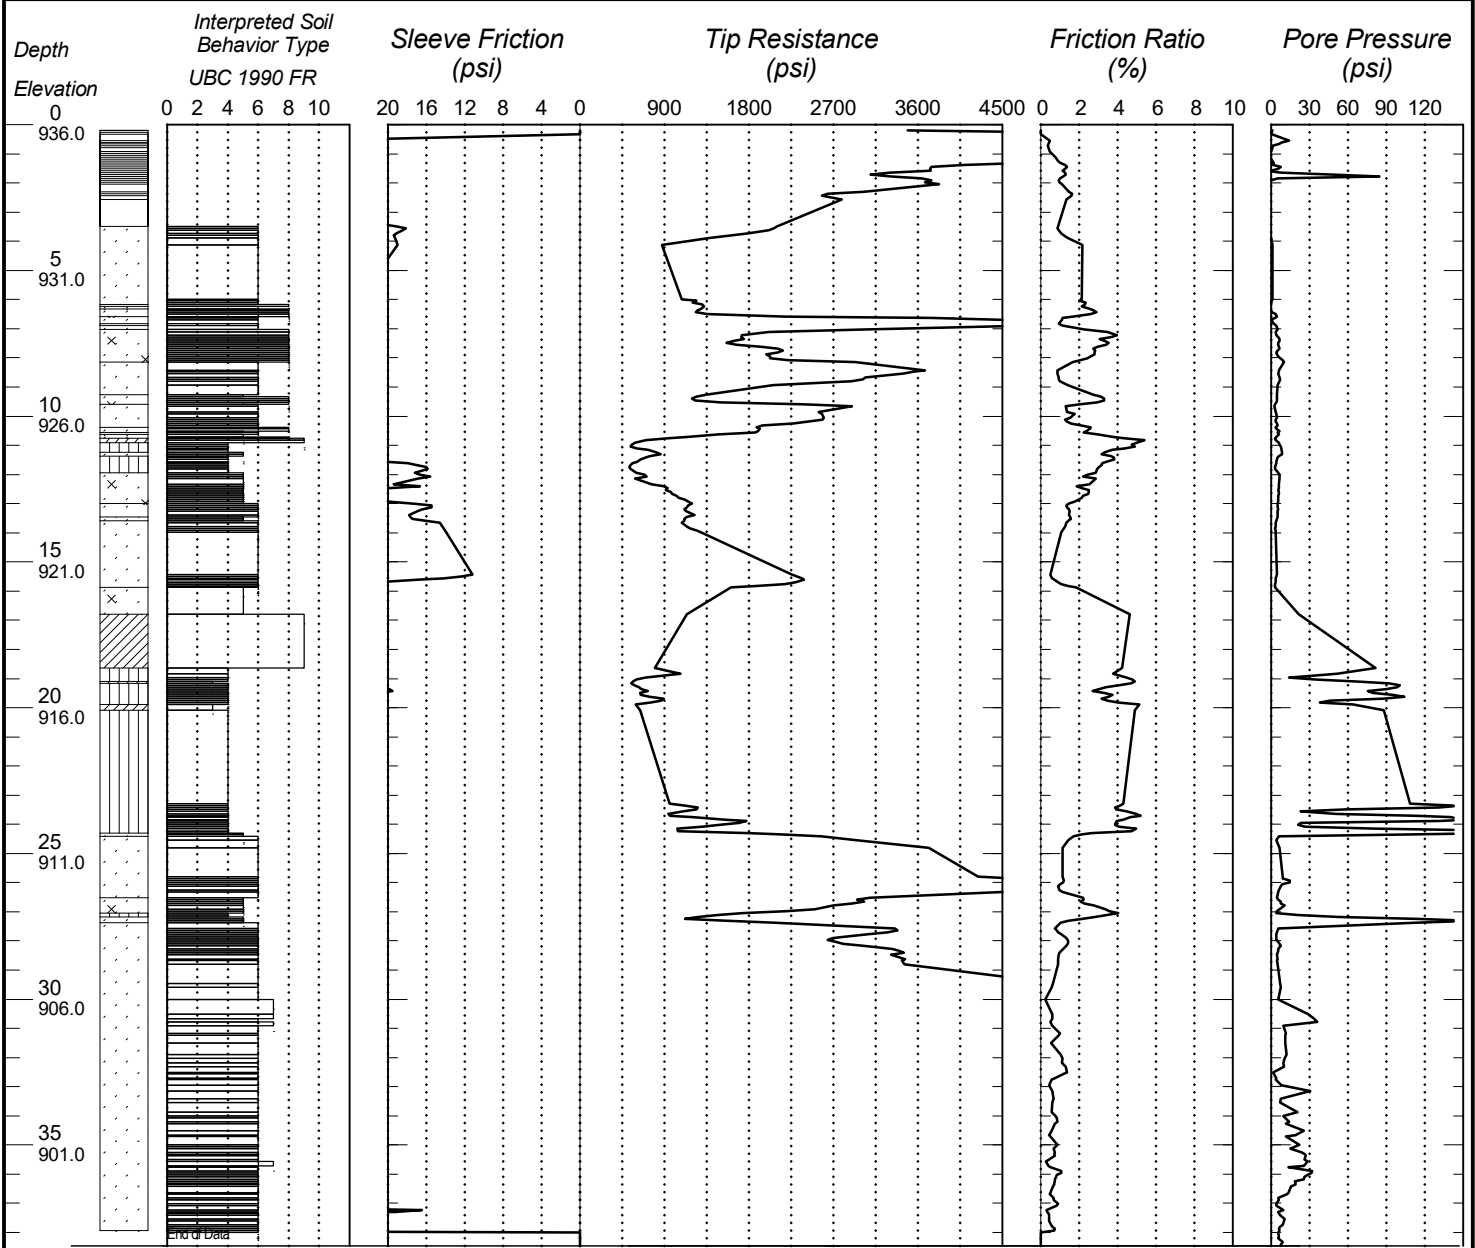 Interpreted Soil
Behavior Type
UBC 1990 FR
Depth
Elevation
Sleeve Friction
(psi)
Tip Resistance
(psi)
Friction Ratio
(%)
Pore Pressure
(psi)
0 2 4 6 8 10
20 16 12 8 4 0
900 1800 2700 3600 4500
0 2 4 6 8 10
0 30 60 90 120
0
936.0
5
931.0
10
926.0
15
921.0
20
916.0
25
911.0
30
906.0
35
901.0
End of Data